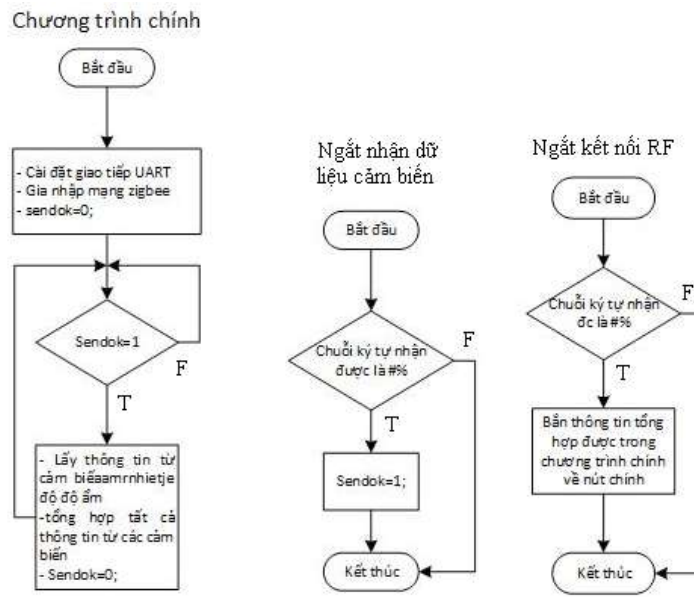 Chương trình chính
Bắt đầu
- Cài đặt giao tiếp UART
- Gia nhập mạng zigbee
- sendok=0;
Sendok=1
F
T
- Lấy thông tin từ
cảm biếaamrnhietje
độ độ ẩm
-tổng hợp tất cả
thông tin từ các cảm
biến
- Sendok=0;
Ngắt nhận dữ
liệu cảm biến
Bắt đầu
Chuỗi ký tự nhận
được là #%
F
T
Sendok=1;
Kết thúc
Ngắt kết nối RF
Bắt đầu
Chuỗi ký tự nhận
đc là #%
F
T
Bắn thông tin tổng
hợp được trong
chương trình chính
về nút chính
Kết thúc